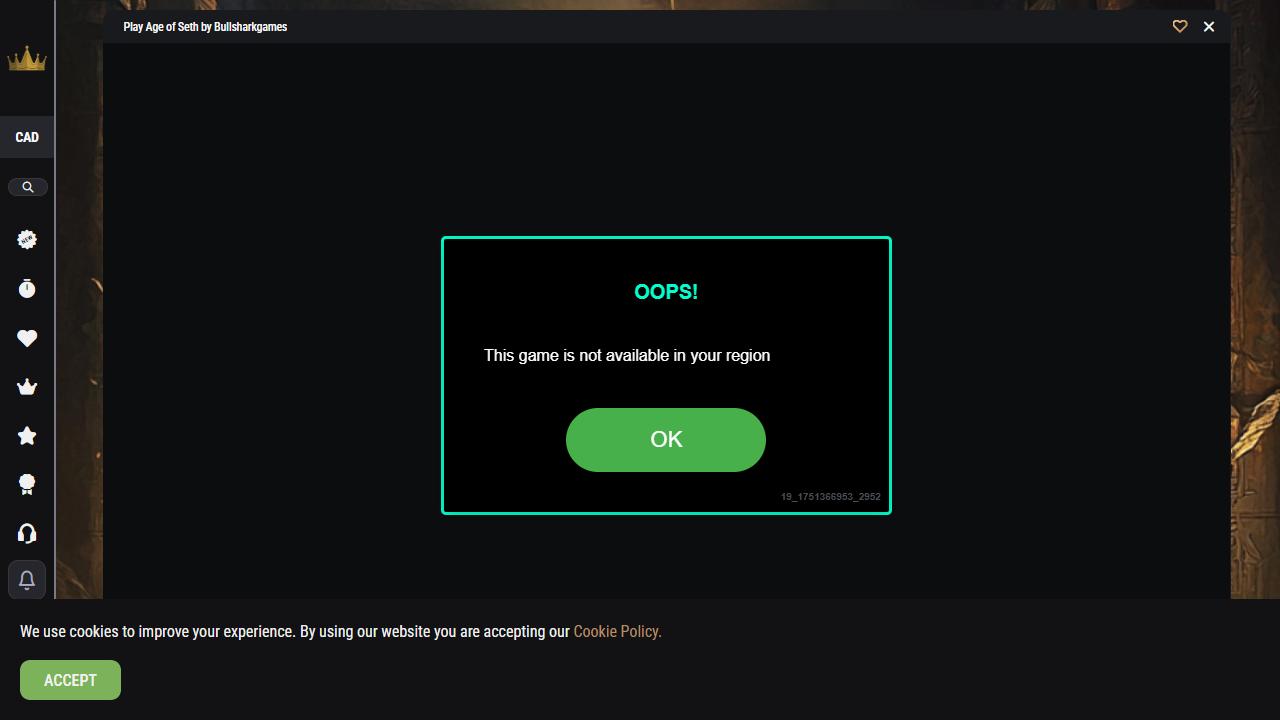 Play Age of Seth by Bullsharkgames
CAD
NEW
OOPS!
This game is not available in your region
OK
19_1751366953_2952
We use cookies to improve your experience. By using our website you are accepting our Cookie Policy.
ACCEPT